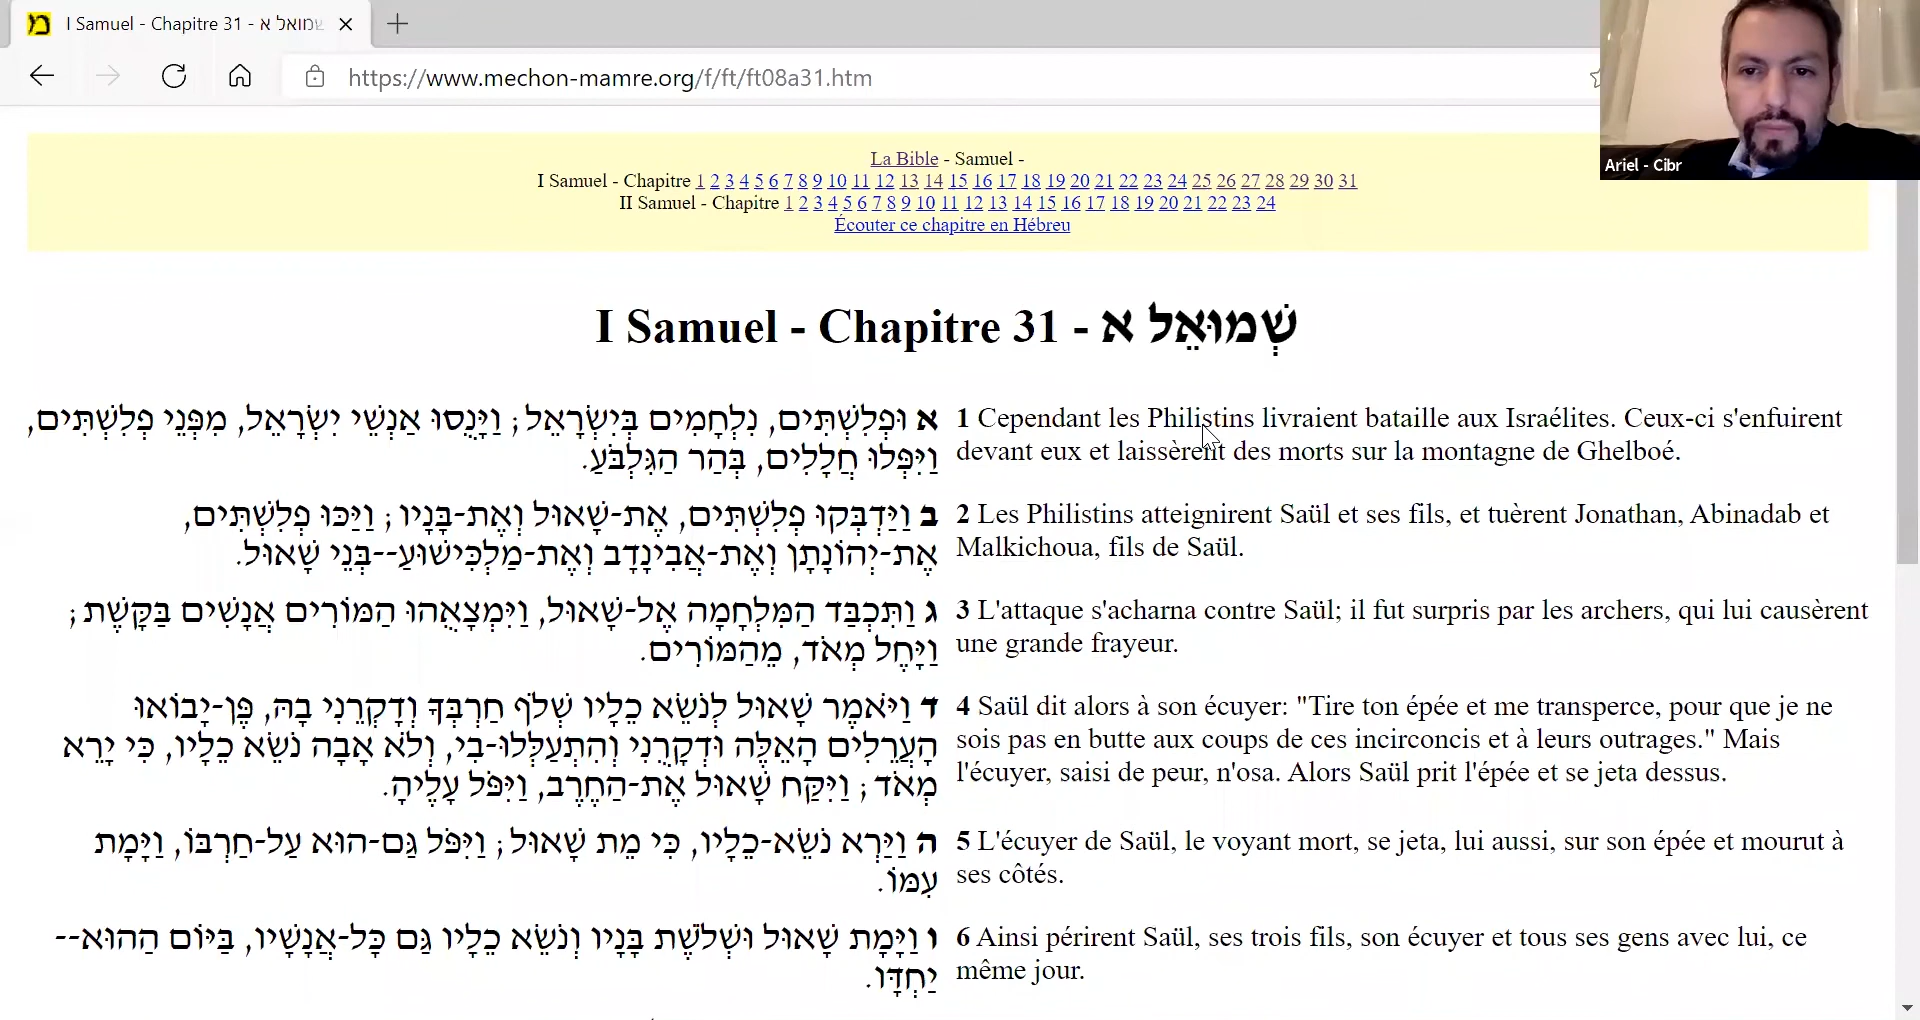 I Samuel - Chapitre 31 - שמואל א
https://www.mechon-mamre.org/f/ft/ft08a31.htm
Ariel - Cibr
La Bible - Samuel -
I Samuel - Chapitre 1 2 3 4 5 6 7 8 9 10 11 12 13 14 15 16 17 18 19 20 21 22 23 24 25 26 27 28 29 30 31
II Samuel - Chapitre 1 2 3 4 5 6 7 8 9 10 11 12 13 14 15 16 17 18 19 20 21 22 23 24
Écouter ce chapitre en Hébreu
I Samuel - Chapitre 31 - שְׁמוּאֵל א
א וּפְלִשְׁתִּים, נִלְחָמִים בְּיִשְׂרָאֵל; וַיָּנֻסוּ אַנְשֵׁי יִשְׂרָאֵל, מִפְּנֵי פְלִשְׁתִּים,
וַיִּפְּלוּ חֲלָלִים, בְּהַר הַגִּלְבֹּעַ.
1 Cependant les Philistins livraient bataille aux Israélites. Ceux-ci s'enfuirent
devant eux et laissèrent des morts sur la montagne de Ghelboé.
ב וַיַּדְבְּקוּ פְלִשְׁתִּים, אֶת-שָׁאוּל וְאֶת-בָּנָיו; וַיַּכּוּ פְלִשְׁתִּים,
אֶת-יְהוֹנָתָן וְאֶת-אֲבִינָדָב וְאֶת-מַלְכִּישׁוּעַ--בְּנֵי שָׁאוּל.
2 Les Philistins atteignirent Saül et ses fils, et tuèrent Jonathan, Abinadab et
Malkichoua, fils de Saül.
ג וַתִּכְבַּד הַמִּלְחָמָה אֶל-שָׁאוּל, וַיִּמְצָאֻהוּ הַמּוֹרִים אֲנָשִׁים בַּקָּשֶׁת;
וַיָּחֶל מְאֹד, מֵהַמּוֹרִים.
3 L'attaque s'acharna contre Saül; il fut surpris par les archers, qui lui causèrent
une grande frayeur.
ד וַיֹּאמֶר שָׁאוּל לְנֹשֵׂא כֵלָיו שְׁלֹף חַרְבְּךָ וְדָקְרֵנִי בָהּ, פֶּן-יָבוֹאוּ
הָעֲרֵלִים הָאֵלֶּה וּדְקָרֻנִי וְהִתְעַלְּלוּ-בִי, וְלֹא אָבָה נֹשֵׂא כֵלָיו, כִּי יָרֵא
מְאֹד; וַיִּקַּח שָׁאוּל אֶת-הַחֶרֶב, וַיִּפֹּל עָלֶיהָ.
4 Saül dit alors à son écuyer: "Tire ton épée et me transperce, pour que je ne
sois pas en butte aux coups de ces incirconcis et à leurs outrages." Mais
l'écuyer, saisi de peur, n'osa. Alors Saül prit l'épée et se jeta dessus.
ה וַיַּרְא נֹשֵׂא-כֵלָיו, כִּי מֵת שָׁאוּל; וַיִּפֹּל גַּם-הוּא עַל-חַרְבּוֹ, וַיָּמָת
עִמּוֹ.
5 L'écuyer de Saül, le voyant mort, se jeta, lui aussi, sur son épée et mourut à
ses côtés.
ו וַיָּמָת שָׁאוּל וּשְׁלֹשֶׁת בָּנָיו וְנֹשֵׂא כֵלָיו גַּם כָּל-אֲנָשָׁיו, בַּיּוֹם הַהוּא--
יַחְדָּו.
6 Ainsi périrent Saül, ses trois fils, son écuyer et tous ses gens avec lui, ce
même jour.